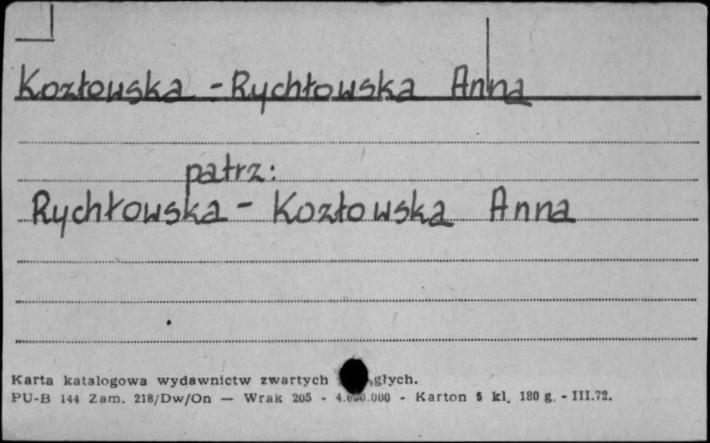 Kozłowska - Rychłowska Anna
patrz:
Rychłowska - Kozłowska Anna
Karta katalogowa wydawnictw zwartych głych.
PU-B 144 Zam. 218/Dw/On — Wrak 205 - Karton kl. 180 g. - III.72.